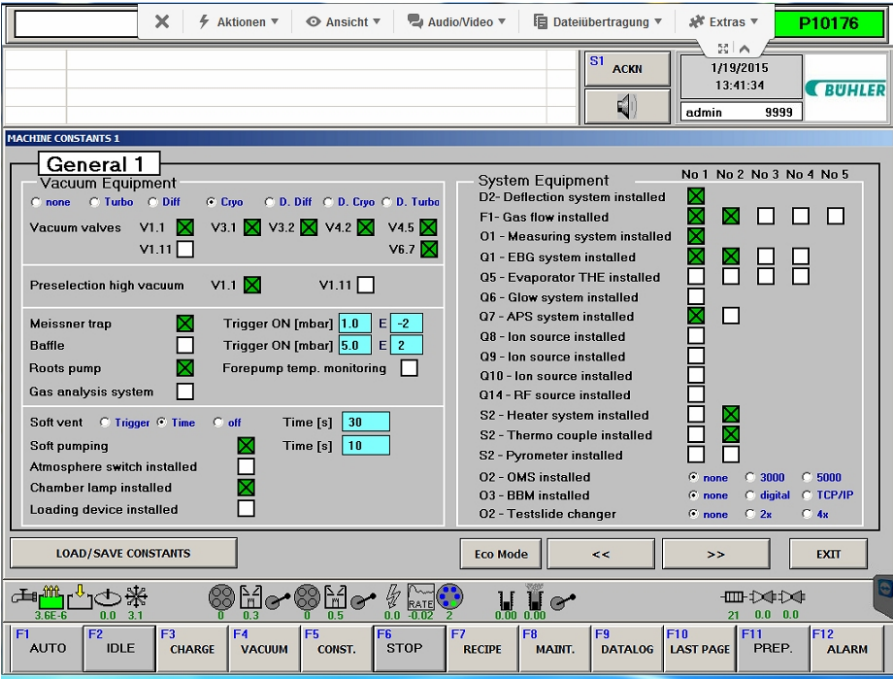 Aktionen ▼ Ansicht ▼ Audio/Video ▼ Dateiübertragung ▼ Extras ▼ P10176
S1 ACKN 1/19/2015
13:41:34
BÜHLER
admin 9999
MACHINE CONSTANTS 1
General 1
Vacuum Equipment
none Turbo Diff Cryo D. Diff D. Cryo D. Turbo
Vacuum valves V1.1 V3.1 V3.2 V4.2 V4.5
V1.11 V6.7
Preselection high vacuum V1.1 V1.11
Meissner trap Trigger ON [mbar] 1.0 E -2
Baffle Trigger ON [mbar] 5.0 E 2
Roots pump Forepump temp. monitoring
Gas analysis system
Soft vent Trigger Time off Time [s] 30
Soft pumping Time [s] 10
Atmosphere switch installed
Chamber lamp installed
Loading device installed
System Equipment No 1 No 2 No 3 No 4 No 5
D2- Deflection system installed
F1- Gas flow installed
O1 - Measuring system installed
Q1 - EBG system installed
Q5 - Evaporator THE installed
Q6 - Glow system installed
Q7 - APS system installed
Q8 - Ion source installed
Q9 - Ion source installed
Q10 - Ion source installed
Q14 - RF source installed
S2 - Heater system installed
S2 - Thermo couple installed
S2 - Pyrometer installed
O2 - OMS installed none 3000 5000
O3 - BBM installed none digital TCP/IP
O2 - Testslide changer none 2x 4x
LOAD/SAVE CONSTANTS Eco Mode << >> EXIT
RATE
3.6E-6 0.0 3.1 0 0.3 0 0.5 0.0 -0.02 2 0.00 0.00 21 0.0 0.0
F1 AUTO F2 IDLE F3 CHARGE F4 VACUUM F5 CONST. F6 STOP F7 RECIPE F8 MAINT. F9 DATALOG F10 LAST PAGE F11 PREP. F12 ALARM